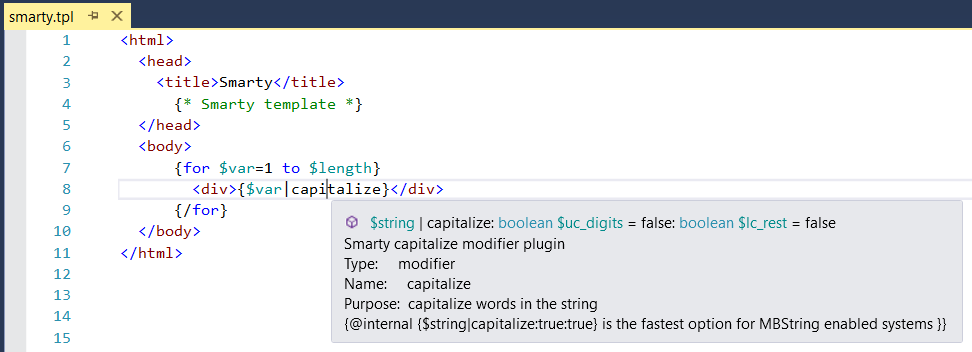 smarty.tpl
1 <html>
2 <head>
3 <title>Smarty</title>
4 {* Smarty template *}
5 </head>
6 <body>
7 {for $var=1 to $length}
8 <div>{$var|capitalize}</div>
9 {/for}
10 </body>
11 </html>
12
13
14
15
$string | capitalize: boolean $uc_digits = false: boolean $lc_rest = false
Smarty capitalize modifier plugin
Type: modifier
Name: capitalize
Purpose: capitalize words in the string
{@internal {$string|capitalize:true:true} is the fastest option for MBString enabled systems }}